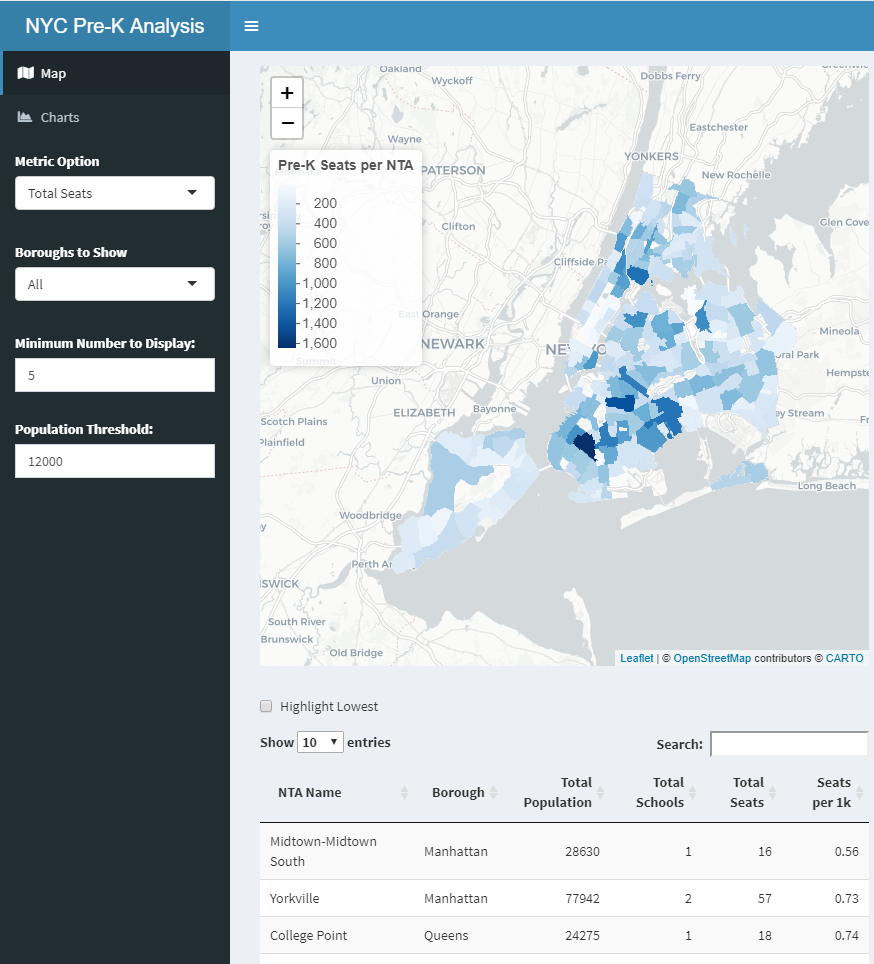 NYC Pre-K Analysis
Map
Charts
Metric Option
Total Seats
Boroughs to Show
All
Minimum Number to Display:
5
Population Threshold:
12000
+
−
Pre-K Seats per NTA
200
400
600
800
1,000
1,200
1,400
1,600
Oakland
Wyckoff
Dobbs Ferry
Wayne
Eastchester
YONKERS
PATERSON
New Rochelle
Clifton
Glen Cove
Cliffside Pa
East Orange
NEWARK
Mineola
Summit
Union
Hempste
ELIZABETH
Bayonne
Scotch Plains
Plainfield
ey Stream
Long Beach
Woodbridge
Perth A
SWICK
South River
Brunswick
Old Bridge
Leaflet | © OpenStreetMap contributors © CARTO
Highlight Lowest
Show 10 entries
Search:
NTA Name Borough Total Population Total Schools Total Seats Seats per 1k
Midtown-Midtown South Manhattan 28630 1 16 0.56
Yorkville Manhattan 77942 2 57 0.73
College Point Queens 24275 1 18 0.74